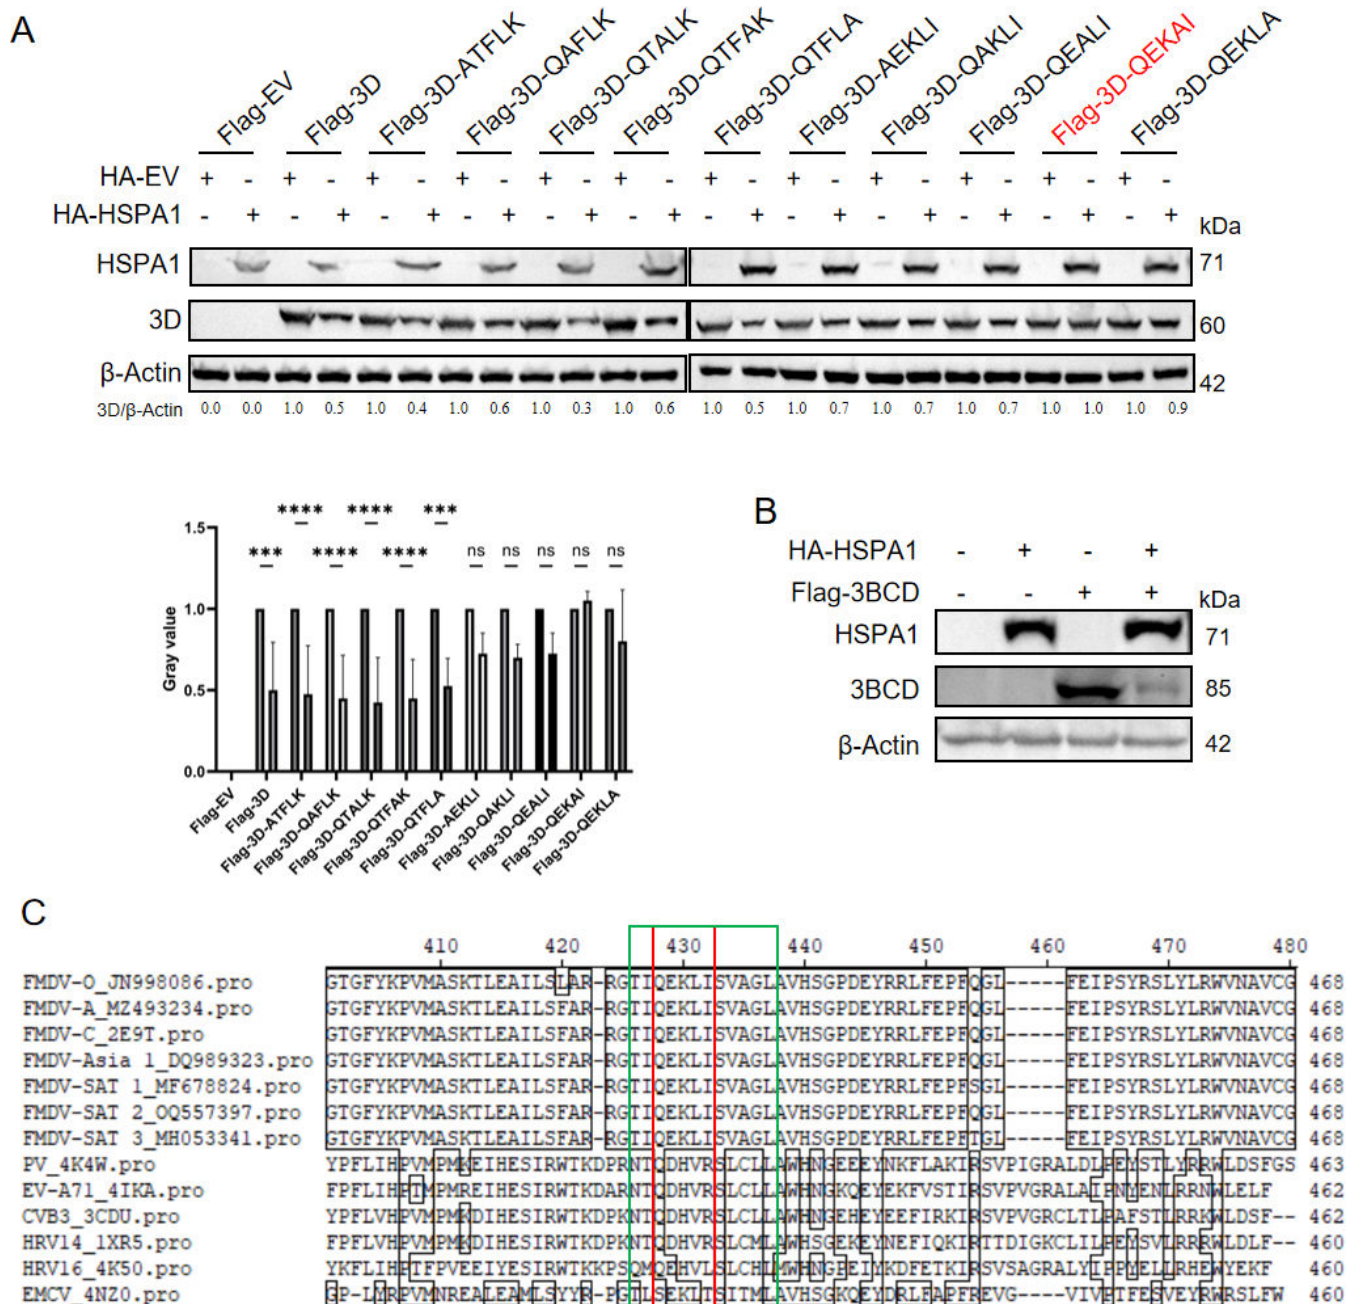 A
Flag-EV Flag-3D Flag-3D-ATFLK Flag-3D-QAFLK Flag-3D-QTALK Flag-3D-QTFAK Flag-3D-QTFLA Flag-3D-AEKLI Flag-3D-QAKLI Flag-3D-QEALI Flag-3D-QEKAI Flag-3D-QEKLA
HA-EV + - + - + - + - + - + - + - + - + - + - + - + -
HA-HSPA1 - + - + - + - + - + - + - + - + - + - + - + - +
kDa
HSPA1 71
3D 60
β-Actin 42
3D/β-Actin 0.0 0.0 1.0 0.5 1.0 0.4 1.0 0.6 1.0 0.3 1.0 0.6 1.0 0.5 1.0 0.7 1.0 0.7 1.0 0.7 1.0 1.0 1.0 0.9
**** **** ***
*** **** **** ns ns ns ns ns
1.5
1.0
0.5
0.0
Gray value
Flag-EV Flag-3D Flag-3D-ATFLK Flag-3D-QAFLK Flag-3D-QTALK Flag-3D-QTFAK Flag-3D-QTFLA Flag-3D-AEKLI Flag-3D-QAKLI Flag-3D-QEALI Flag-3D-QEKAI Flag-3D-QEKLA
B
HA-HSPA1 - + - +
Flag-3BCD - - + +
kDa
HSPA1 71
3BCD 85
β-Actin 42
C
410 420 430 440 450 460 470 480
FMDV-O_JN998086.pro GTGFYKPVMASKTLEAILSLAR-RGTIQEKLISVAGLAVHSGPDEYRRLFEPFQGL-----FEIPSYRSLYLRWVNAVCG 468
FMDV-A_MZ493234.pro GTGFYKPVMASKTLEAILSFAR-RGTIQEKLISVAGLAVHSGPDEYRRLFEPFQGL-----FEIPSYRSLYLRWVNAVCG 468
FMDV-C_2E9T.pro GTGFYKPVMASKTLEAILSFAR-RGTIQEKLISVAGLAVHSGPDEYRRLFEPFQGL-----FEIPSYRSLYLRWVNAVCG 468
FMDV-Asia 1_DQ989323.pro GTGFYKPVMASKTLEAILSFAR-RGTIQEKLISVAGLAVHSGPDEYRRLFEPFQGL-----FEIPSYRSLYLRWVNAVCG 468
FMDV-SAT 1_MF678824.pro GTGFYKPVMASKTLEAILSFAR-RGTIQEKLISVAGLAVHSGPDEYRRLFEPFSGL-----FEIPSYRSLYLRWVNAVCG 468
FMDV-SAT 2_OQ557397.pro GTGFYKPVMASKTLEAILSFAR-RGTIQEKLISVAGLAVHSGPDEYRRLFEPFQGL-----FEIPSYRSLYLRWVNAVCG 468
FMDV-SAT 3_MH053341.pro GTGFYKPVMASKTLEAILSFAR-RGTIQEKLISVAGLAVHSGPDEYRRLFEPFTGL-----FEIPSYRSLYLRWVNAVCG 468
PV_4K4W.pro YPFLIHPVMPMKEIHESIRWTKDPRNTQDHVRSLCLLAWHNGEEEYNKFLAKIRSVPIGRALDLPEYSTLYRRWLDSFGS 463
EV-A71_4IKA.pro FPFLIHPTMPMREIHESIRWTKDARNTQDHVRSLCLLAWHNGKQEYEKFVSTIRSVPVGRALAIPNYENLRRNWLELF 462
CVB3_3CDU.pro YPFLVHPVMPMKDIHESIRWTKDPKNTQDHVRSLCLLAWHNGEHEYEEFIRKIRSVPVGRCLTLPAFSTLRRKWLDSF-- 462
HRV14_1XR5.pro FPFLVHPVMPMKDIHESIRWTKDPKNTQDHVRSLCMLAWHSGEKEYNEFIQKIRTTDIGKCLILPEYSVLRRRWLDLF-- 460
HRV16_4K50.pro YKFLIHPTFPVEEIYESIRWTKKPSQMQEHVLSLCHLMWHNGPEIYKDFETKIRSVSAGRALYIPPYELLRHEWYEKF 460
EMCV_4NZ0.pro GP-LYRPVMNREALEAMLSYYR-PGTLSEKLTSITMLAVHSGKQEYDRLFAPFREVG-----VIVPTFESVEYRWRSLFW 460